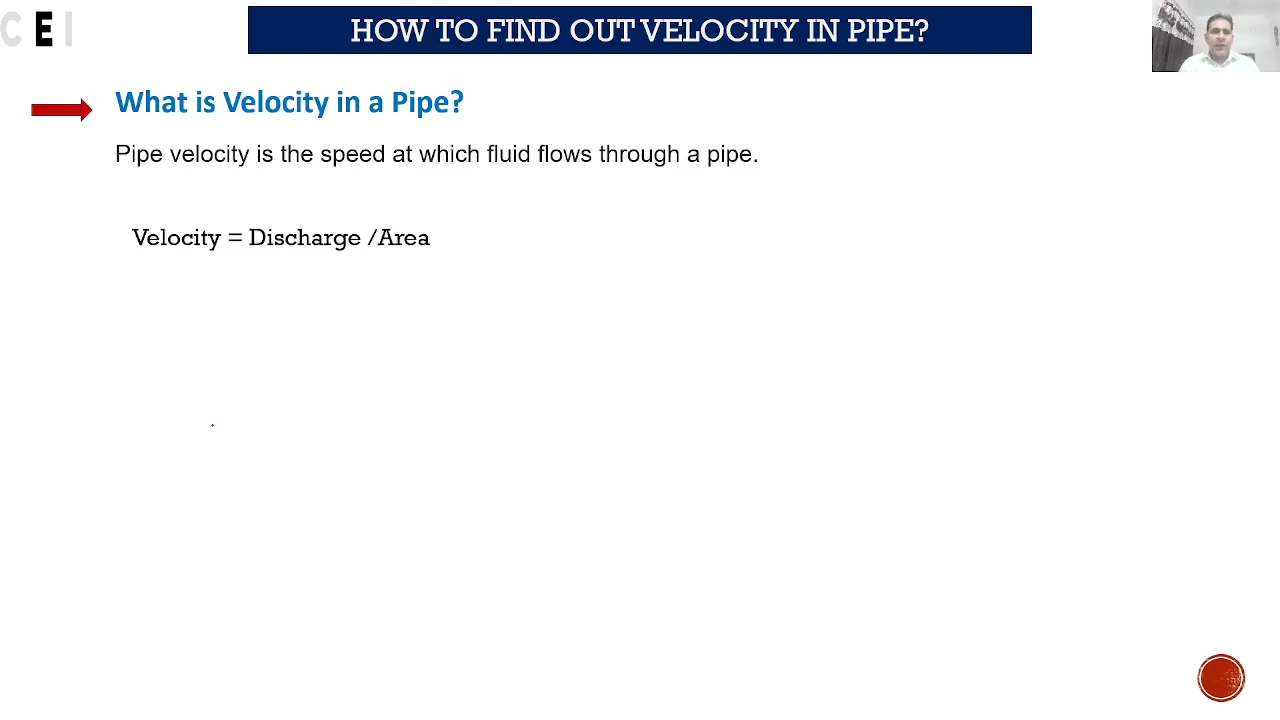 CEI
HOW TO FIND OUT VELOCITY IN PIPE?
What is Velocity in a Pipe?
Pipe velocity is the speed at which fluid flows through a pipe.
Velocity = Discharge /Area